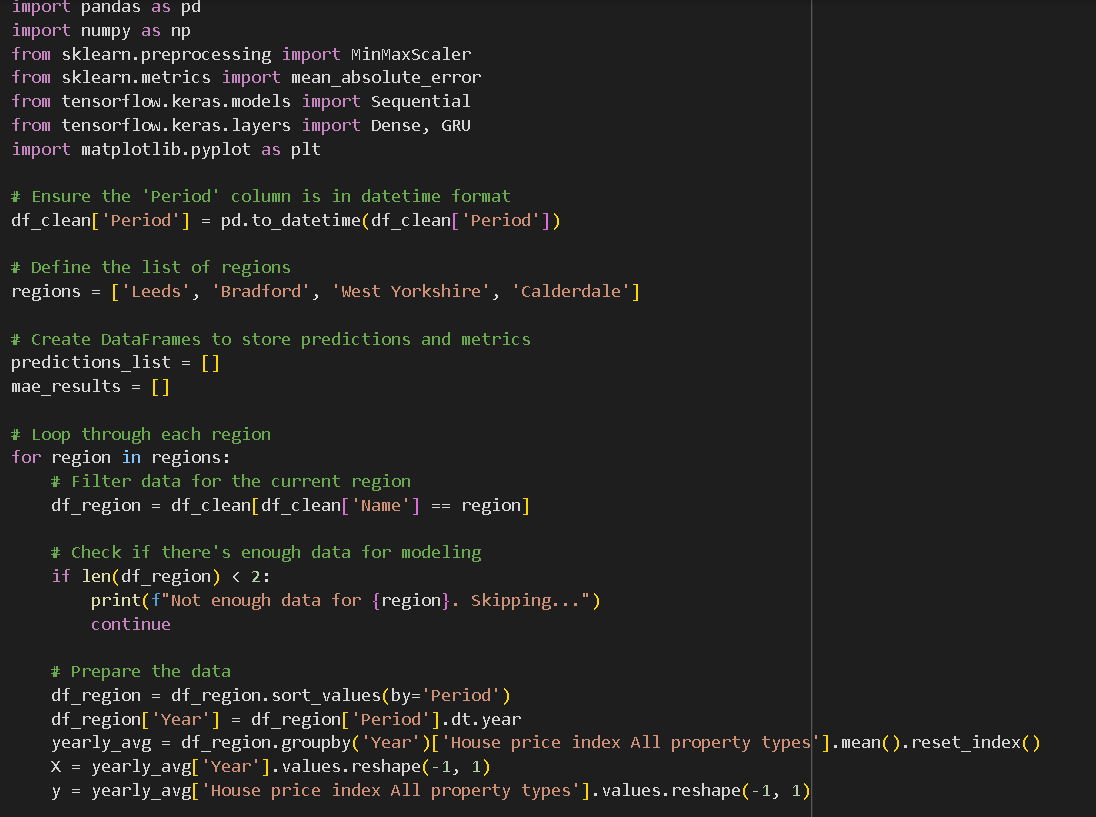 import pandas as pd
import numpy as np
from sklearn.preprocessing import MinMaxScaler
from sklearn.metrics import mean_absolute_error
from tensorflow.keras.models import Sequential
from tensorflow.keras.layers import Dense, GRU
import matplotlib.pyplot as plt

# Ensure the 'Period' column is in datetime format
df_clean['Period'] = pd.to_datetime(df_clean['Period'])

# Define the list of regions
regions = ['Leeds', 'Bradford', 'West Yorkshire', 'Calderdale']

# Create DataFrames to store predictions and metrics
predictions_list = []
mae_results = []

# Loop through each region
for region in regions:
    # Filter data for the current region
    df_region = df_clean[df_clean['Name'] == region]

    # Check if there's enough data for modeling
    if len(df_region) < 2:
        print(f"Not enough data for {region}. Skipping...")
        continue

    # Prepare the data
    df_region = df_region.sort_values(by='Period')
    df_region['Year'] = df_region['Period'].dt.year
    yearly_avg = df_region.groupby('Year')['House price index All property types'].mean().reset_index()
    X = yearly_avg['Year'].values.reshape(-1, 1)
    y = yearly_avg['House price index All property types'].values.reshape(-1, 1)